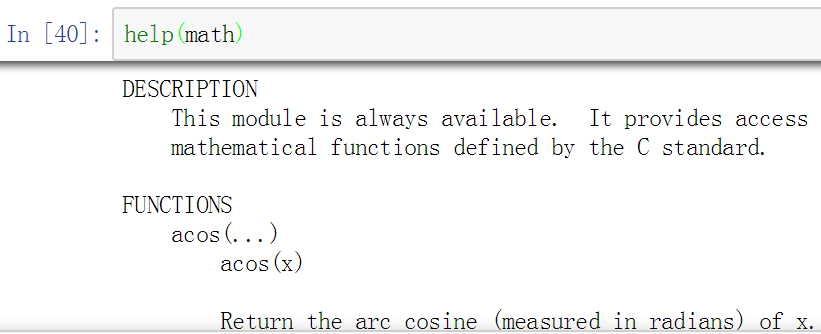 In [40]: help(math)
DESCRIPTION
This module is always available.  It provides access
mathematical functions defined by the C standard.
FUNCTIONS
acos(...)
acos(x)
Return the arc cosine (measured in radians) of x.